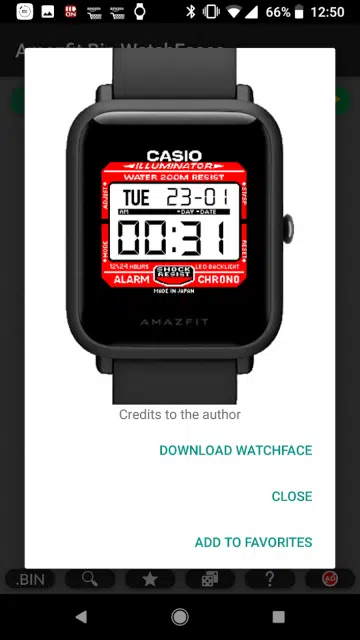 66% 12:50
Amazfit Bip WatchFaces
CASIO
ILLUMINATOR
WATER 200M RESIST
ADJUST
ST/SP.
TUE 23-01
AM DAY DATE
00:31
MODE
RESET
12/24 HOURS LED BACKLIGHT
SHOCK
RESIST
ALARM CHRONO
MADE IN JAPAN
AMAZFIT
Credits to the author
DOWNLOAD WATCHFACE
CLOSE
ADD TO FAVORITES
.BIN ?